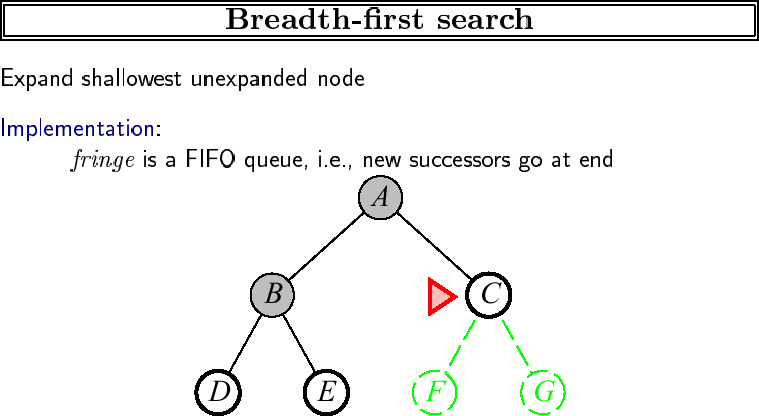 Breadth-first search
Expand shallowest unexpanded node
Implementation:
fringe is a FIFO queue, i.e., new successors go at end
A
B
C
D
E
F
G